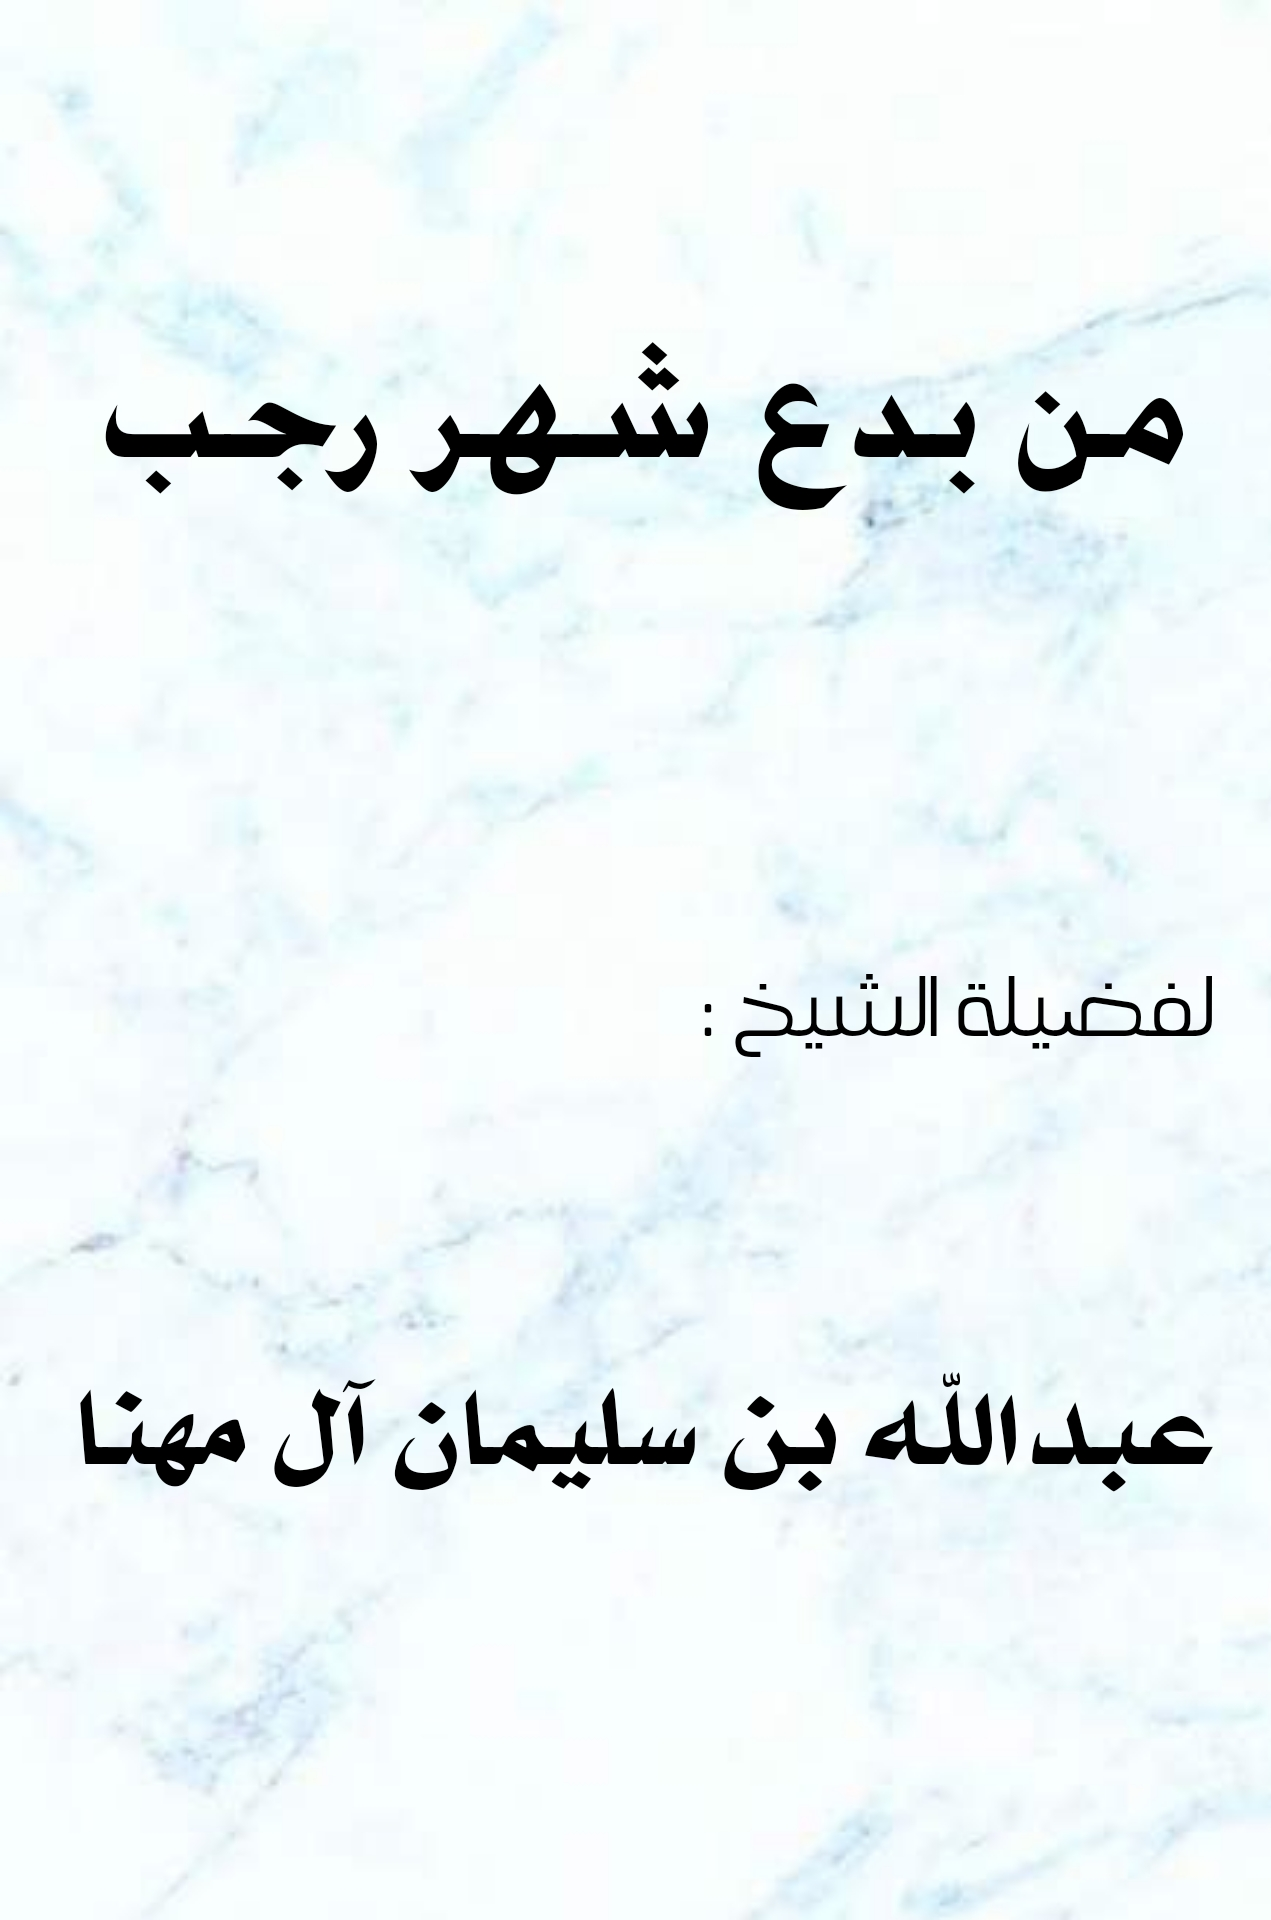 من بدع شهر رجب
لفضيلة الشيخ :
عبدالله بن سليمان آل مهنا